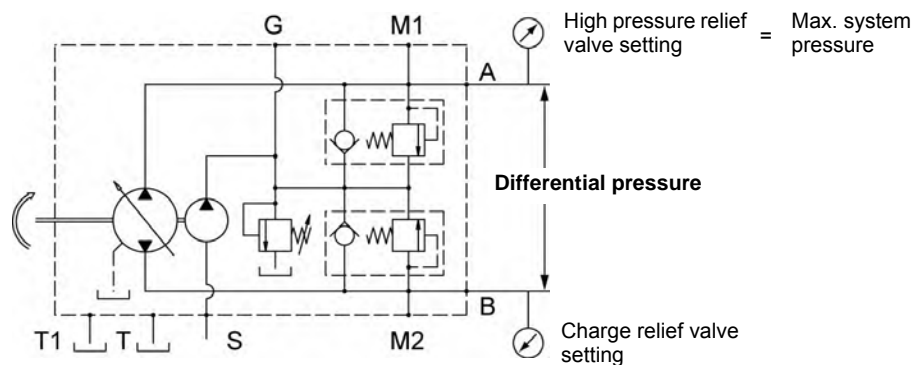 G
M1
High pressure relief
valve setting
=
Max. system
pressure
A
Differential pressure
B
T1
T
S
M2
Charge relief valve
setting